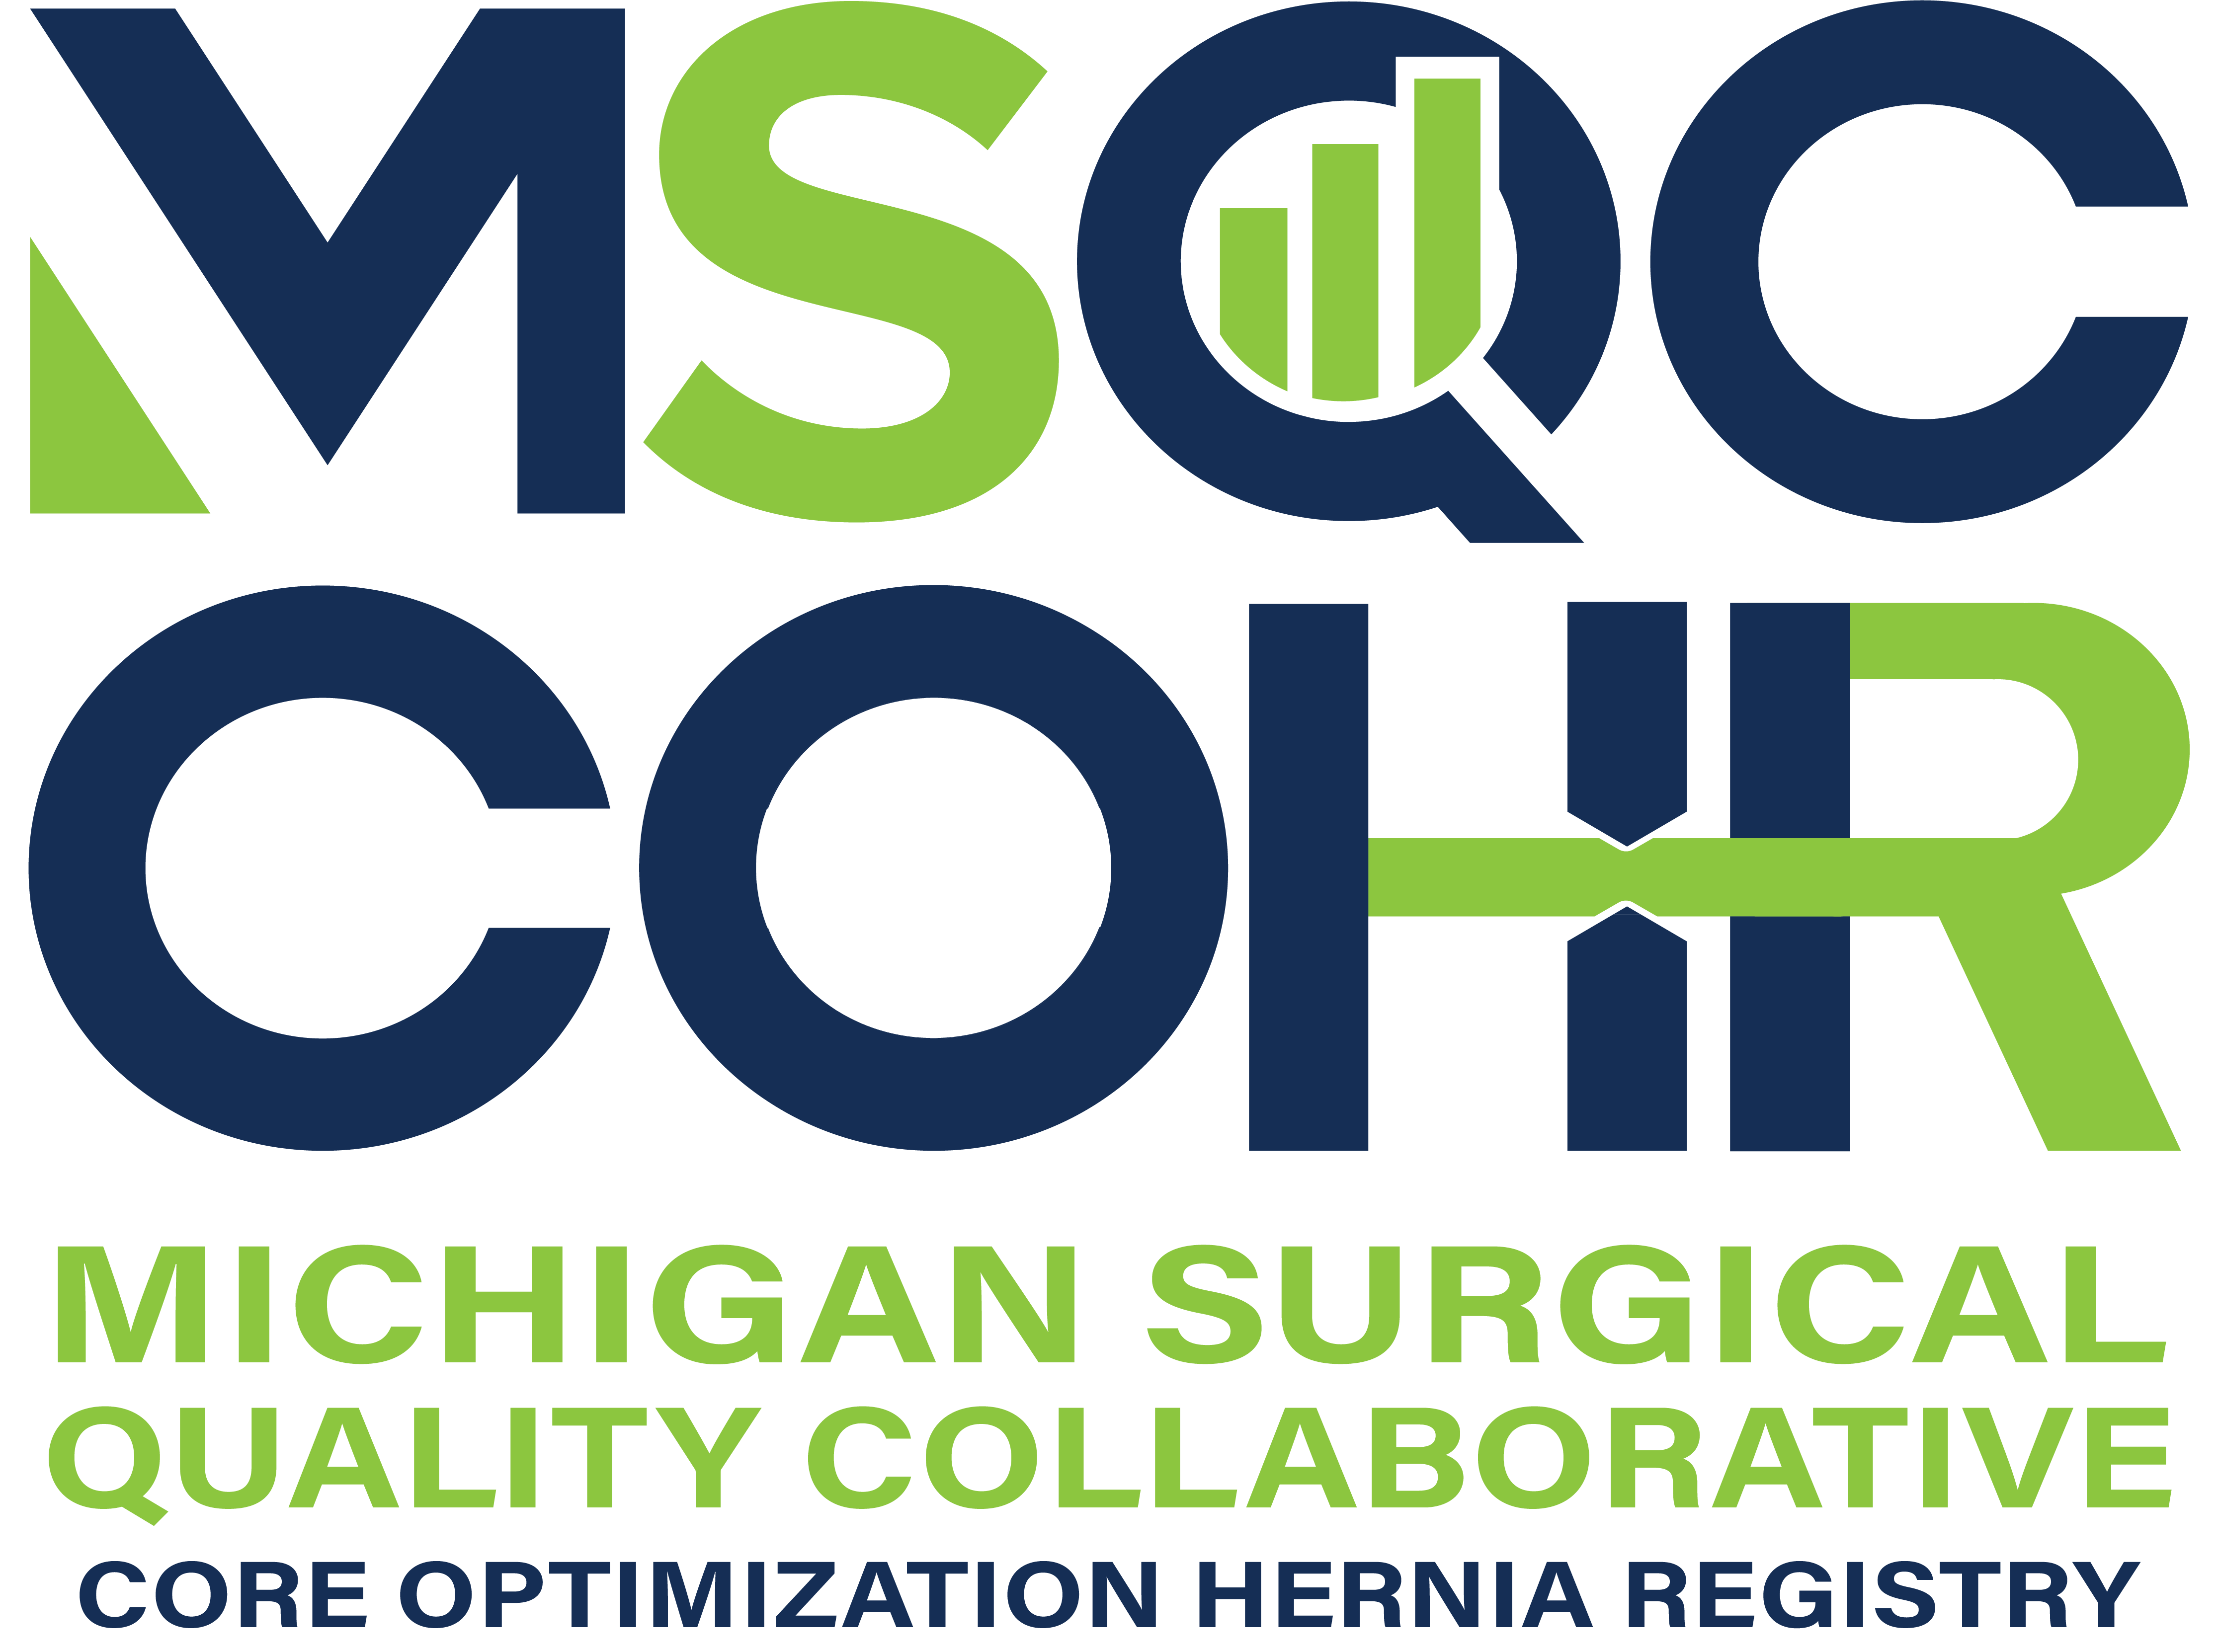 MSQC
COHR
MICHIGAN SURGICAL
QUALITY COLLABORATIVE
CORE OPTIMIZATION HERNIA REGISTRY